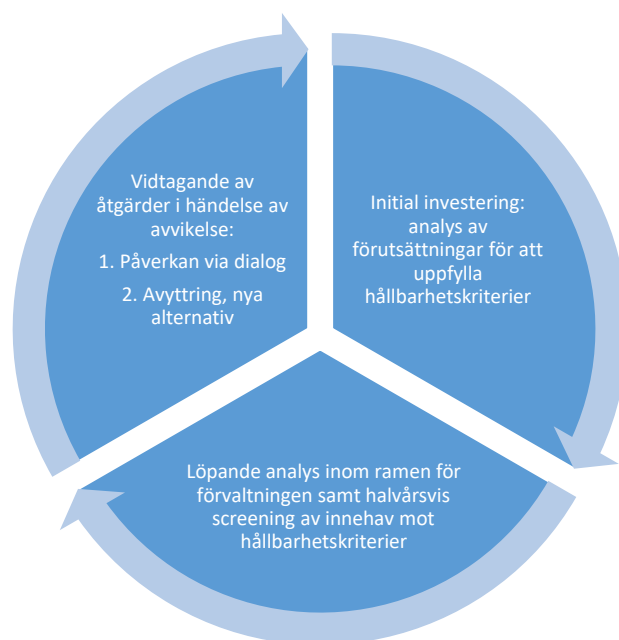 Initial investering:
analys av
förutsättningar för att
uppfylla
hållbarhetskriterier
Löpande analys inom ramen för
förvaltningen samt halvårsvis
screening av innehav mot
hållbarhetskriterier
Vidtagande av
åtgärder i händelse av
avvikelse:
1. Påverkan via dialog
2. Avyttring, nya
alternativ